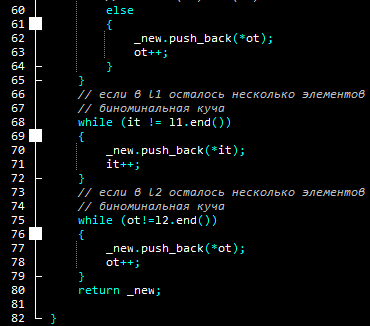 60 else
61 {
62 _new.push_back(*ot);
63 ot++;
64 }
65 }
66 // если в l1 осталось несколько элементов
67 // биноминальная куча
68 while (it != l1.end())
69 {
70 _new.push_back(*it);
71 it++;
72 }
73 // если в l2 осталось несколько элементов
74 // биноминальная куча
75 while (ot!=l2.end())
76 {
77 _new.push_back(*ot);
78 ot++;
79 }
80 return _new;
81
82 }